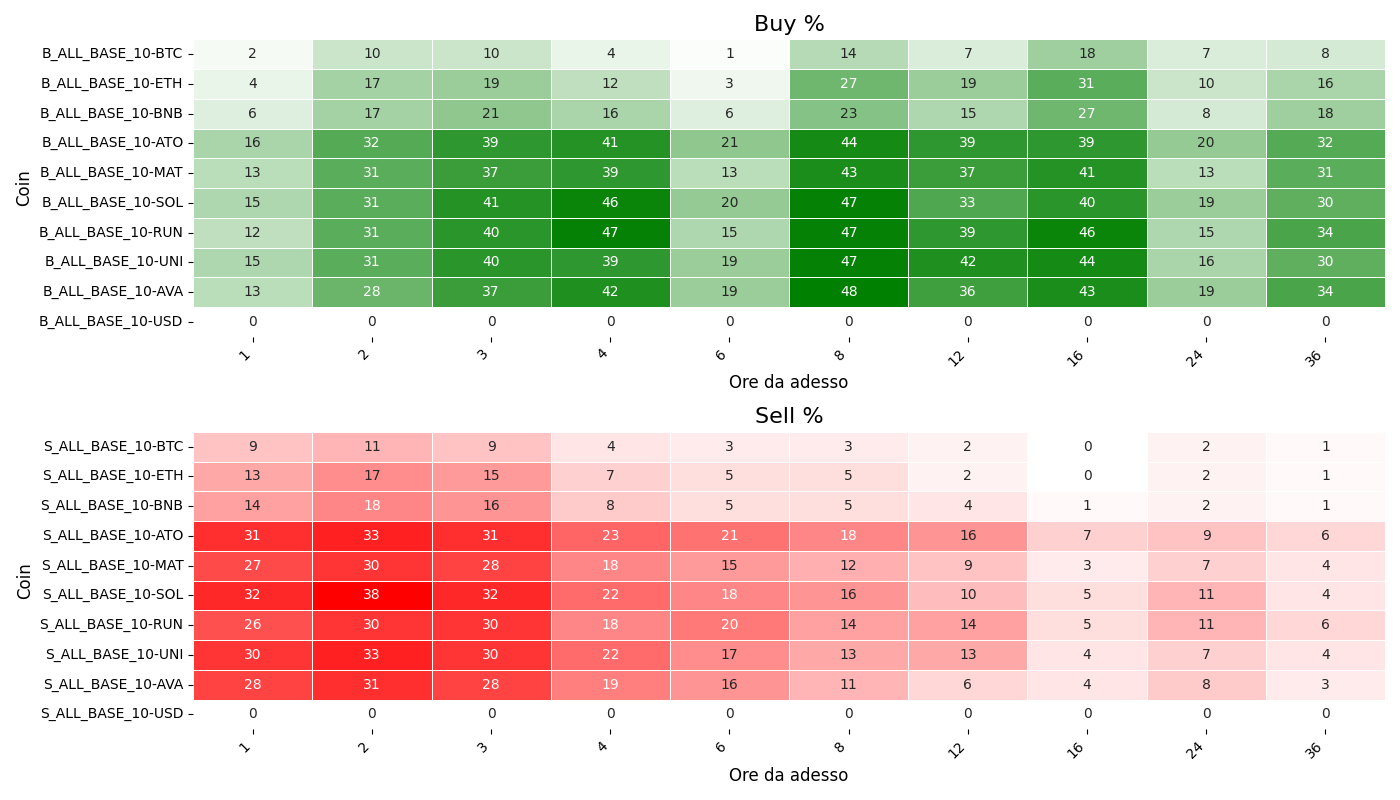 Buy %
Coin
B_ALL_BASE_10-BTC 2 10 10 4 1 14 7 18 7 8
B_ALL_BASE_10-ETH 4 17 19 12 3 27 19 31 10 16
B_ALL_BASE_10-BNB 6 17 21 16 6 23 15 27 8 18
B_ALL_BASE_10-ATO 16 32 39 41 21 44 39 39 20 32
B_ALL_BASE_10-MAT 13 31 37 39 13 43 37 41 13 31
B_ALL_BASE_10-SOL 15 31 41 46 20 47 33 40 19 30
B_ALL_BASE_10-RUN 12 31 40 47 15 47 39 46 15 34
B_ALL_BASE_10-UNI 15 31 40 39 19 47 42 44 16 30
B_ALL_BASE_10-AVA 13 28 37 42 19 48 36 43 19 34
B_ALL_BASE_10-USD 0 0 0 0 0 0 0 0 0 0
1 2 3 4 6 8 12 16 24 36
Ore da adesso
Sell %
Coin
S_ALL_BASE_10-BTC 9 11 9 4 3 3 2 0 2 1
S_ALL_BASE_10-ETH 13 17 15 7 5 5 2 0 2 1
S_ALL_BASE_10-BNB 14 18 16 8 5 5 4 1 2 1
S_ALL_BASE_10-ATO 31 33 31 23 21 18 16 7 9 6
S_ALL_BASE_10-MAT 27 30 28 18 15 12 9 3 7 4
S_ALL_BASE_10-SOL 32 38 32 22 18 16 10 5 11 4
S_ALL_BASE_10-RUN 26 30 30 18 20 14 14 5 11 6
S_ALL_BASE_10-UNI 30 33 30 22 17 13 13 4 7 4
S_ALL_BASE_10-AVA 28 31 28 19 16 11 6 4 8 3
S_ALL_BASE_10-USD 0 0 0 0 0 0 0 0 0 0
1 2 3 4 6 8 12 16 24 36
Ore da adesso